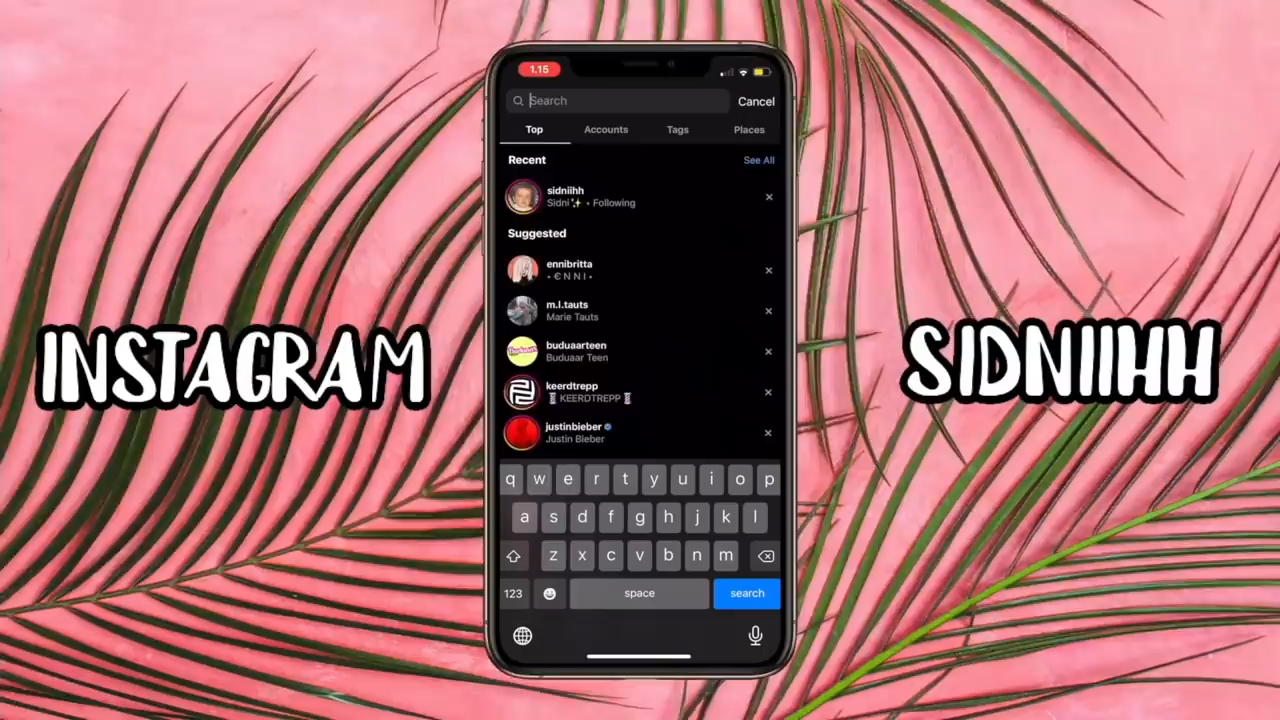 1.15
Search
Cancel
Top Accounts Tags Places
Recent See All
sidniihh
Sidni✨ • Following
Suggested
ennibritta
• € N N I •
m.l.tauts
Marie Tauts
buduaarteen
Buduaar Teen
keerdtrepp
KEERDTREPP
justinbieber
Justin Bieber
INSTAGRAM
SIDNIIHH
q w e r t y u i o p
a s d f g h j k l
z x c v b n m
123 space search